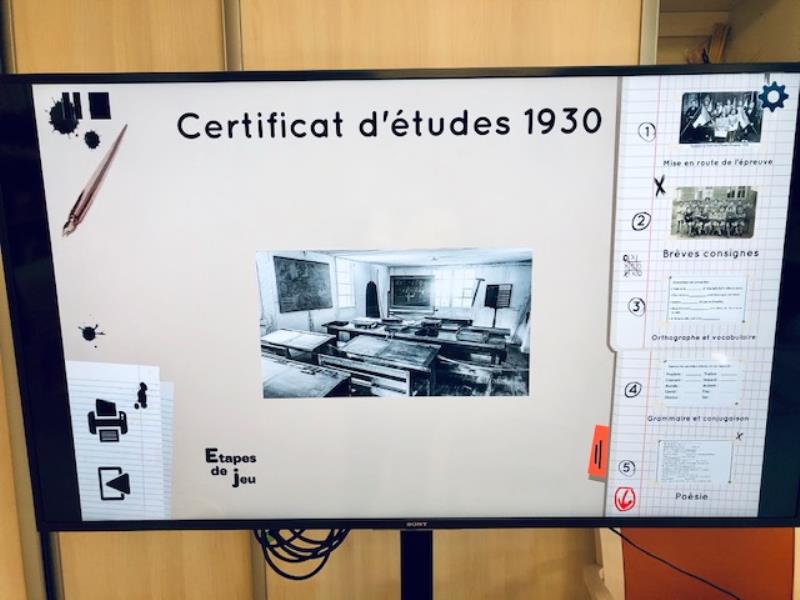 Certificat d'études 1930
1
Mise en route de l'épreuve
2
Brèves consignes
3
Orthographe et vocabulaire
4
Grammaire et conjugaison
5
Poésie
Etapes
de
jeu
SONY